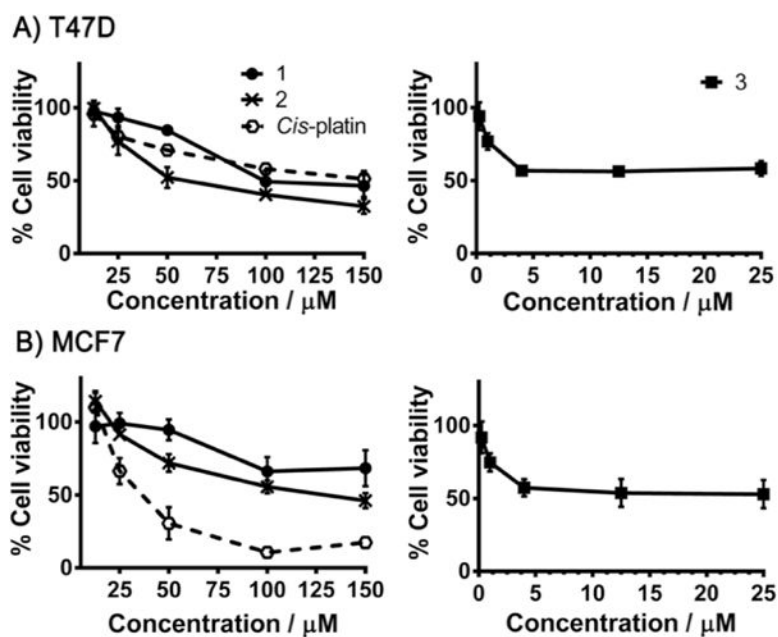 A) T47D
% Cell viability
100
50
0
25 50 75 100 125 150
Concentration / μM
1
2
Cis-platin
% Cell viability
100
50
0
0 5 10 15 20 25
Concentration / μM
3
B) MCF7
% Cell viability
100
50
0
25 50 75 100 125 150
Concentration / μM
% Cell viability
100
50
0
0 5 10 15 20 25
Concentration / μM